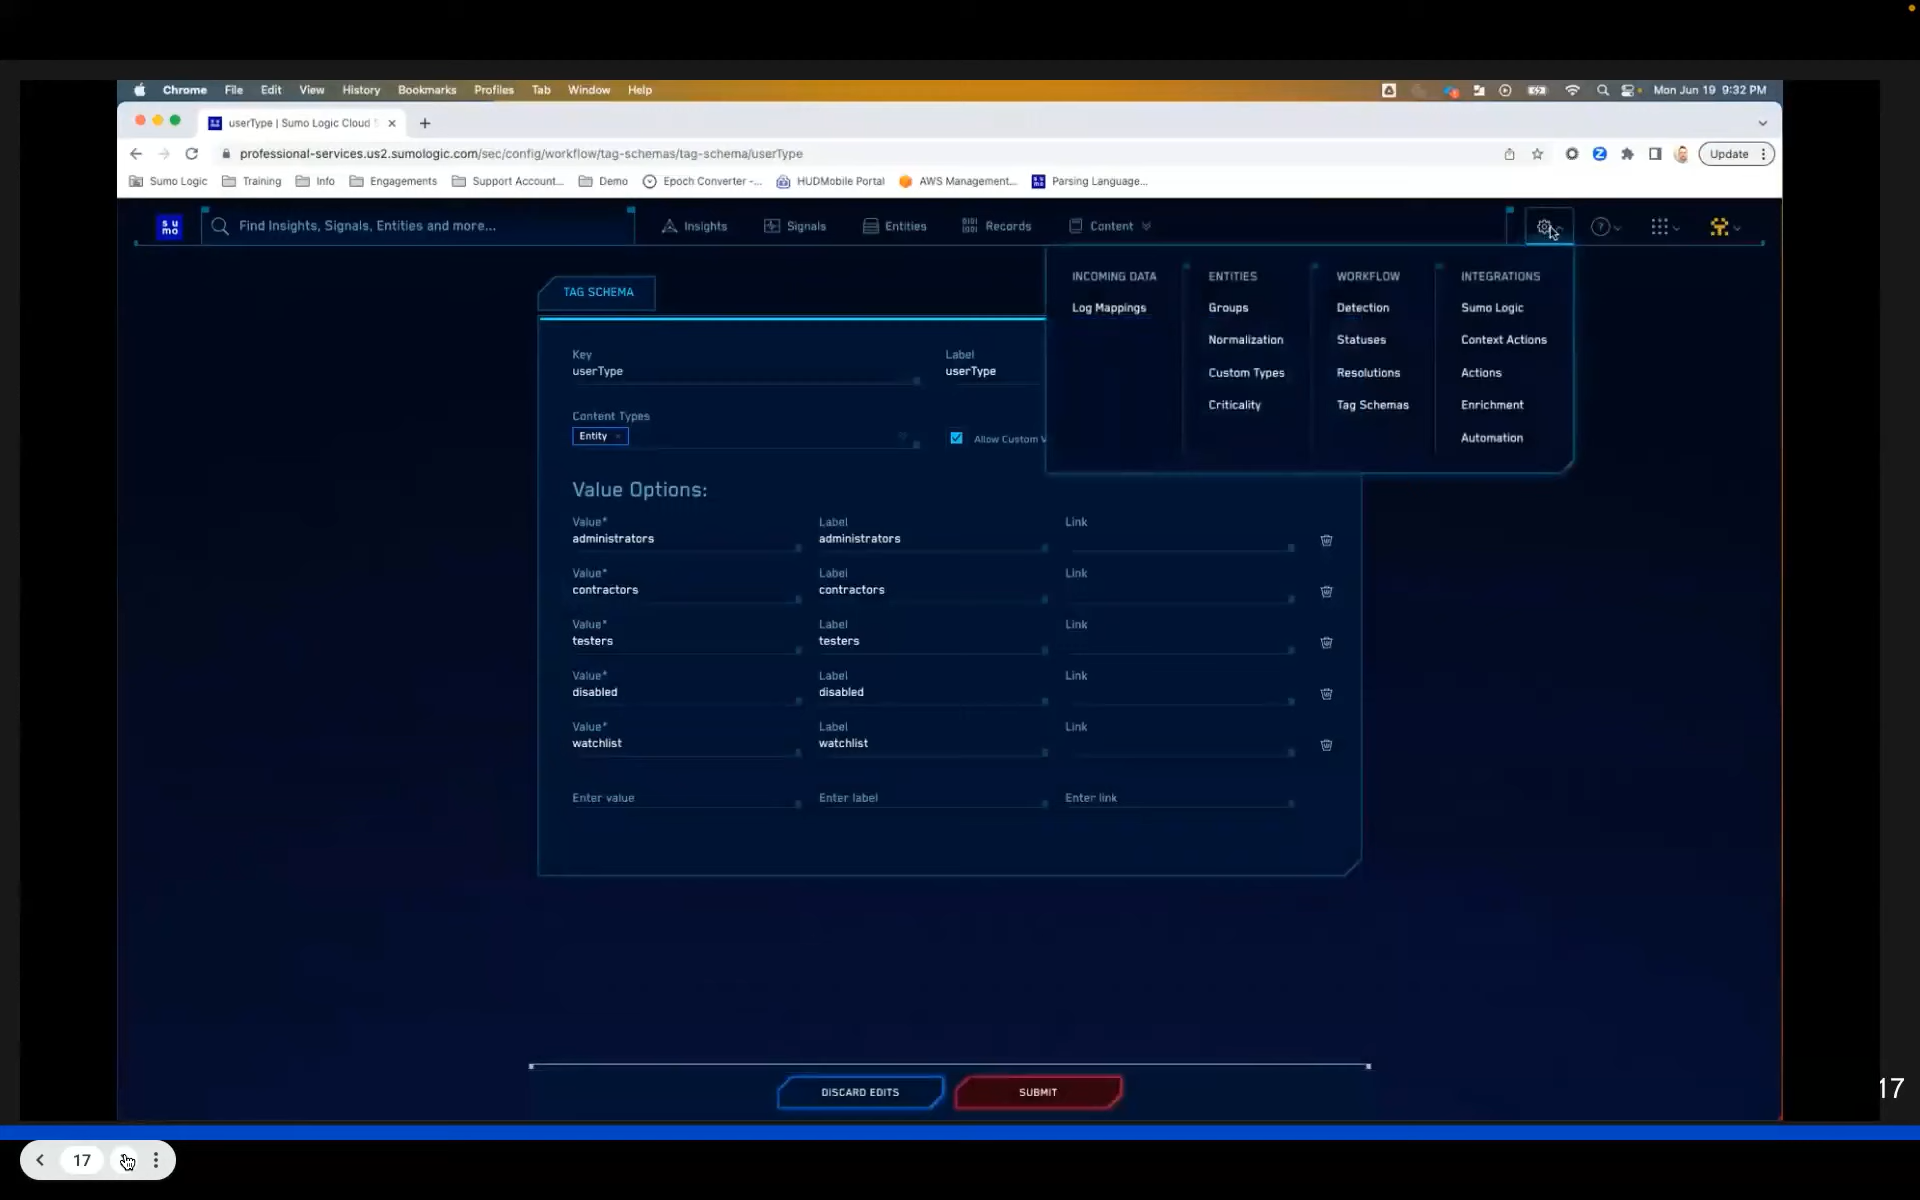 Chrome File Edit View History Bookmarks Profiles Tab Window Help Mon Jun 19 9:32 PM
userType | Sumo Logic Cloud
professional-services.us2.sumologic.com/sec/config/workflow/tag-schemas/tag-schema/userType Update
Sumo Logic Training Info Engagements Support Account... Demo Epoch Converter -... HUDMobile Portal AWS Management... Parsing Language...
su
mo
Find Insights, Signals, Entities and more... Insights Signals Entities Records Content
INCOMING DATA ENTITIES WORKFLOW INTEGRATIONS
Log Mappings Groups Detection Sumo Logic
Normalization Statuses Context Actions
Custom Types Resolutions Actions
Criticality Tag Schemas Enrichment
Automation
TAG SCHEMA
Key Label
userType userType
Content Types
Entity Allow Custom V
Value Options:
Value* Label Link
administrators administrators
Value* Label Link
contractors contractors
Value* Label Link
testers testers
Value* Label Link
disabled disabled
Value* Label Link
watchlist watchlist
Enter value Enter label Enter link
DISCARD EDITS SUBMIT
17
17